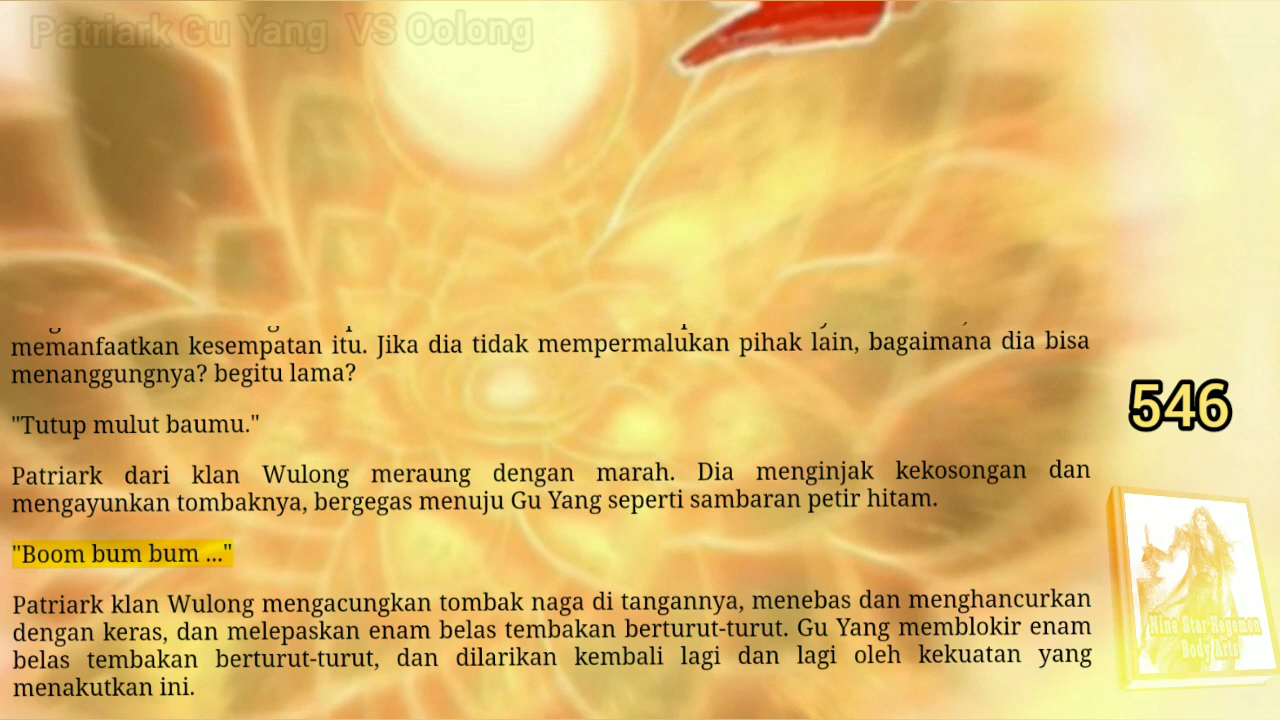 Patriark Gu Yang VS Oolong
memanfaatkan kesempatan itu. Jika dia tidak mempermalukan pihak lain, bagaimana dia bisa
menanggungnya? begitu lama?
"Tutup mulut baumu."
Patriark dari klan Wulong meraung dengan marah. Dia menginjak kekosongan dan
mengayunkan tombaknya, bergegas menuju Gu Yang seperti sambaran petir hitam.
"Boom bum bum ..."
Patriark klan Wulong mengacungkan tombak naga di tangannya, menebas dan menghancurkan
dengan keras, dan melepaskan enam belas tembakan berturut-turut. Gu Yang memblokir enam
belas tembakan berturut-turut, dan dilarikan kembali lagi dan lagi oleh kekuatan yang
menakutkan ini.
546
Nine Star Hegemon
Body Arts